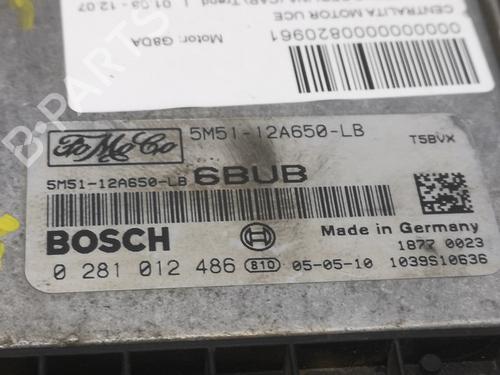 CENTRALITA MOTOR UCE
0000000000820961
Motor: G8DA
FoMoCo
5M51-12A650-LB
T5BVX
5M51-12A650-LB 6BUB
BOSCH
Made in Germany
1877 0023
0 281 012 486 810 05-05-10 1039S10636
B-PARTS